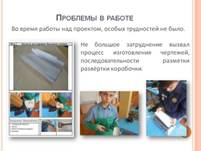 Проблемы в работе
Во время работы над проектом, особых трудностей не было.
Не большое затруднение вызвал
процесс изготовления чертежей,
последовательности разметки
развёртки коробочки.